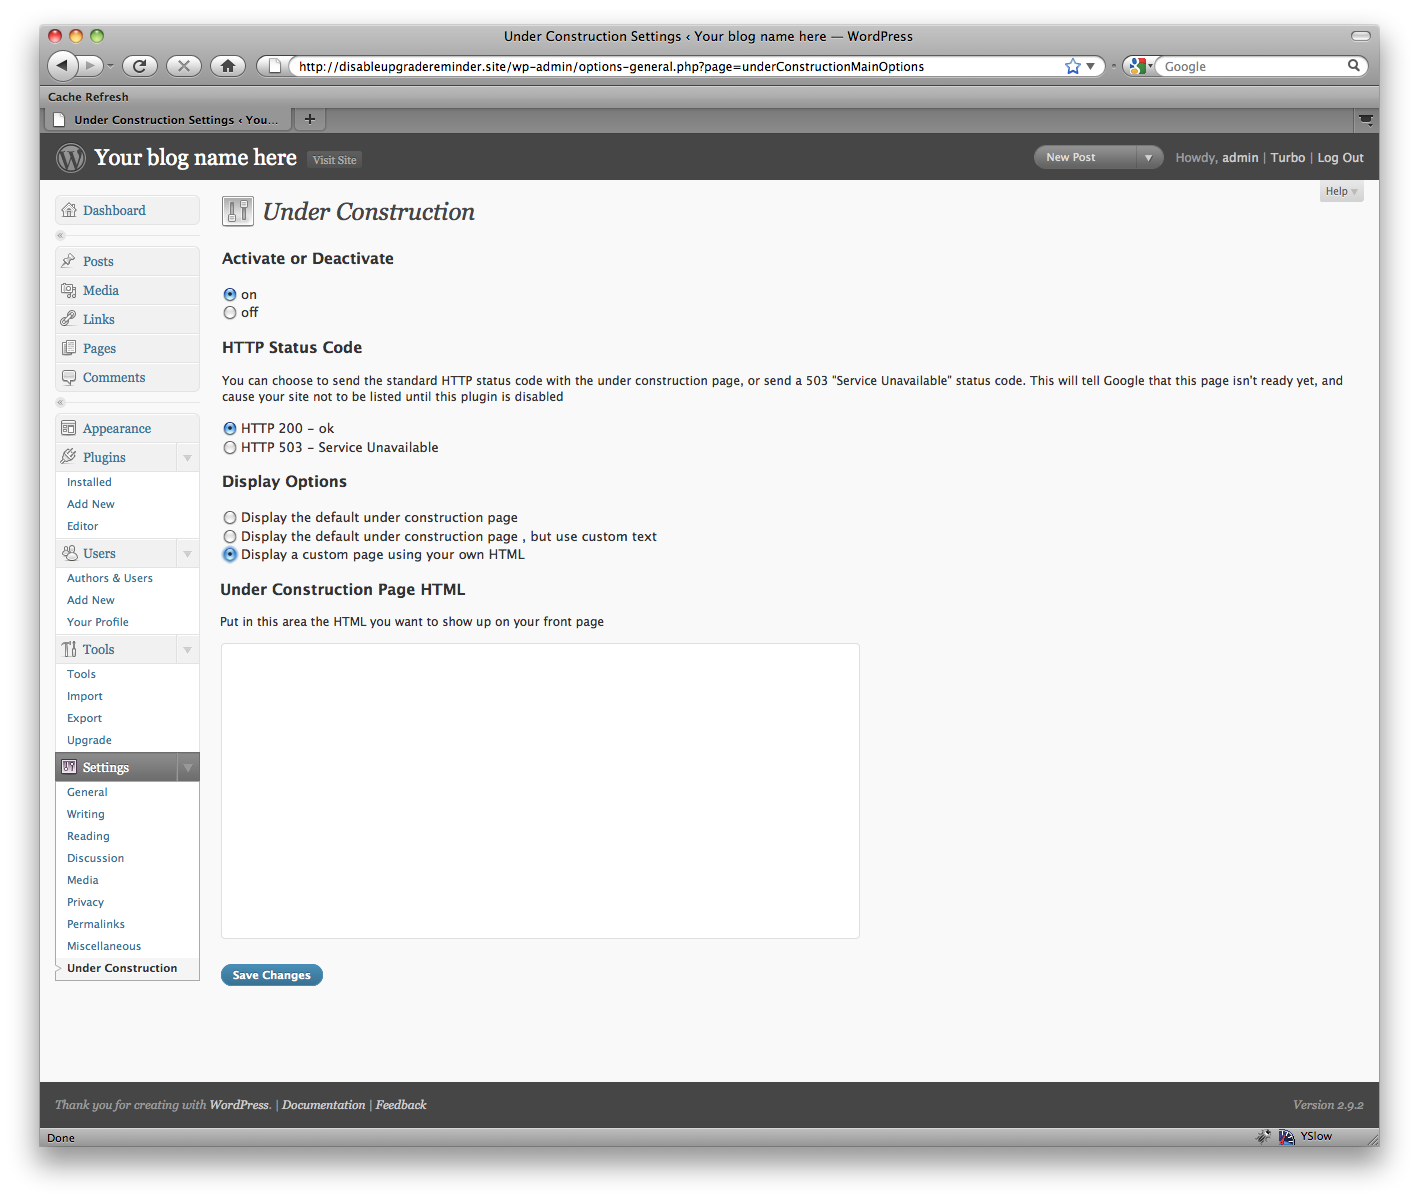 Under Construction Settings ‹ Your blog name here — WordPress
http://disableupgradereminder.site/wp-admin/options-general.php?page=underConstructionMainOptions
Google
Cache Refresh
Under Construction Settings ‹ You...
Your blog name here
Visit Site
New Post
Howdy, admin | Turbo | Log Out
Help
Dashboard
Posts
Media
Links
Pages
Comments
Appearance
Plugins
Installed
Add New
Editor
Users
Authors & Users
Add New
Your Profile
Tools
Tools
Import
Export
Upgrade
Settings
General
Writing
Reading
Discussion
Media
Privacy
Permalinks
Miscellaneous
Under Construction
Under Construction
Activate or Deactivate
on
off
HTTP Status Code
You can choose to send the standard HTTP status code with the under construction page, or send a 503 "Service Unavailable" status code. This will tell Google that this page isn't ready yet, and
cause your site not to be listed until this plugin is disabled
HTTP 200 - ok
HTTP 503 - Service Unavailable
Display Options
Display the default under construction page
Display the default under construction page , but use custom text
Display a custom page using your own HTML
Under Construction Page HTML
Put in this area the HTML you want to show up on your front page
Save Changes
Thank you for creating with WordPress. | Documentation | Feedback
Version 2.9.2
Done
YSlow